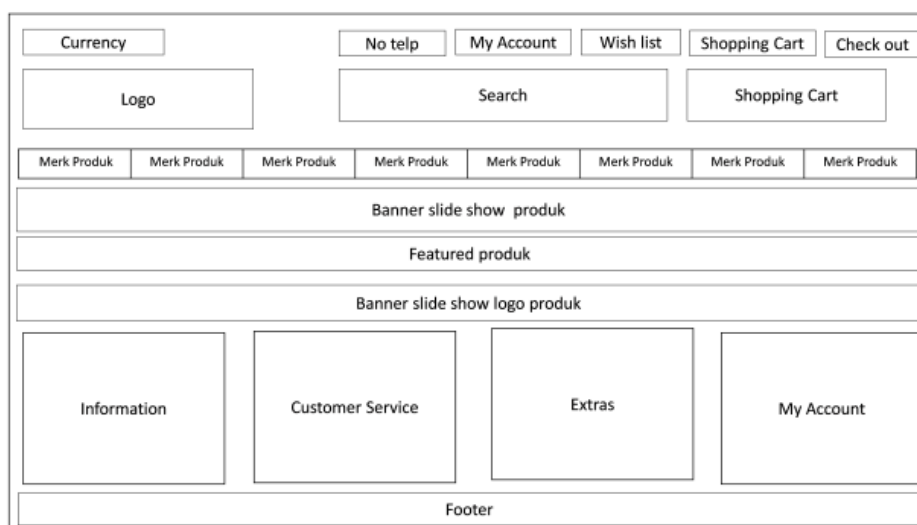 Currency
No telp
My Account
Wish list
Shopping Cart
Check out
Logo
Search
Shopping Cart
Merk Produk
Merk Produk
Merk Produk
Merk Produk
Merk Produk
Merk Produk
Merk Produk
Merk Produk
Banner slide show produk
Featured produk
Banner slide show logo produk
Information
Customer Service
Extras
My Account
Footer